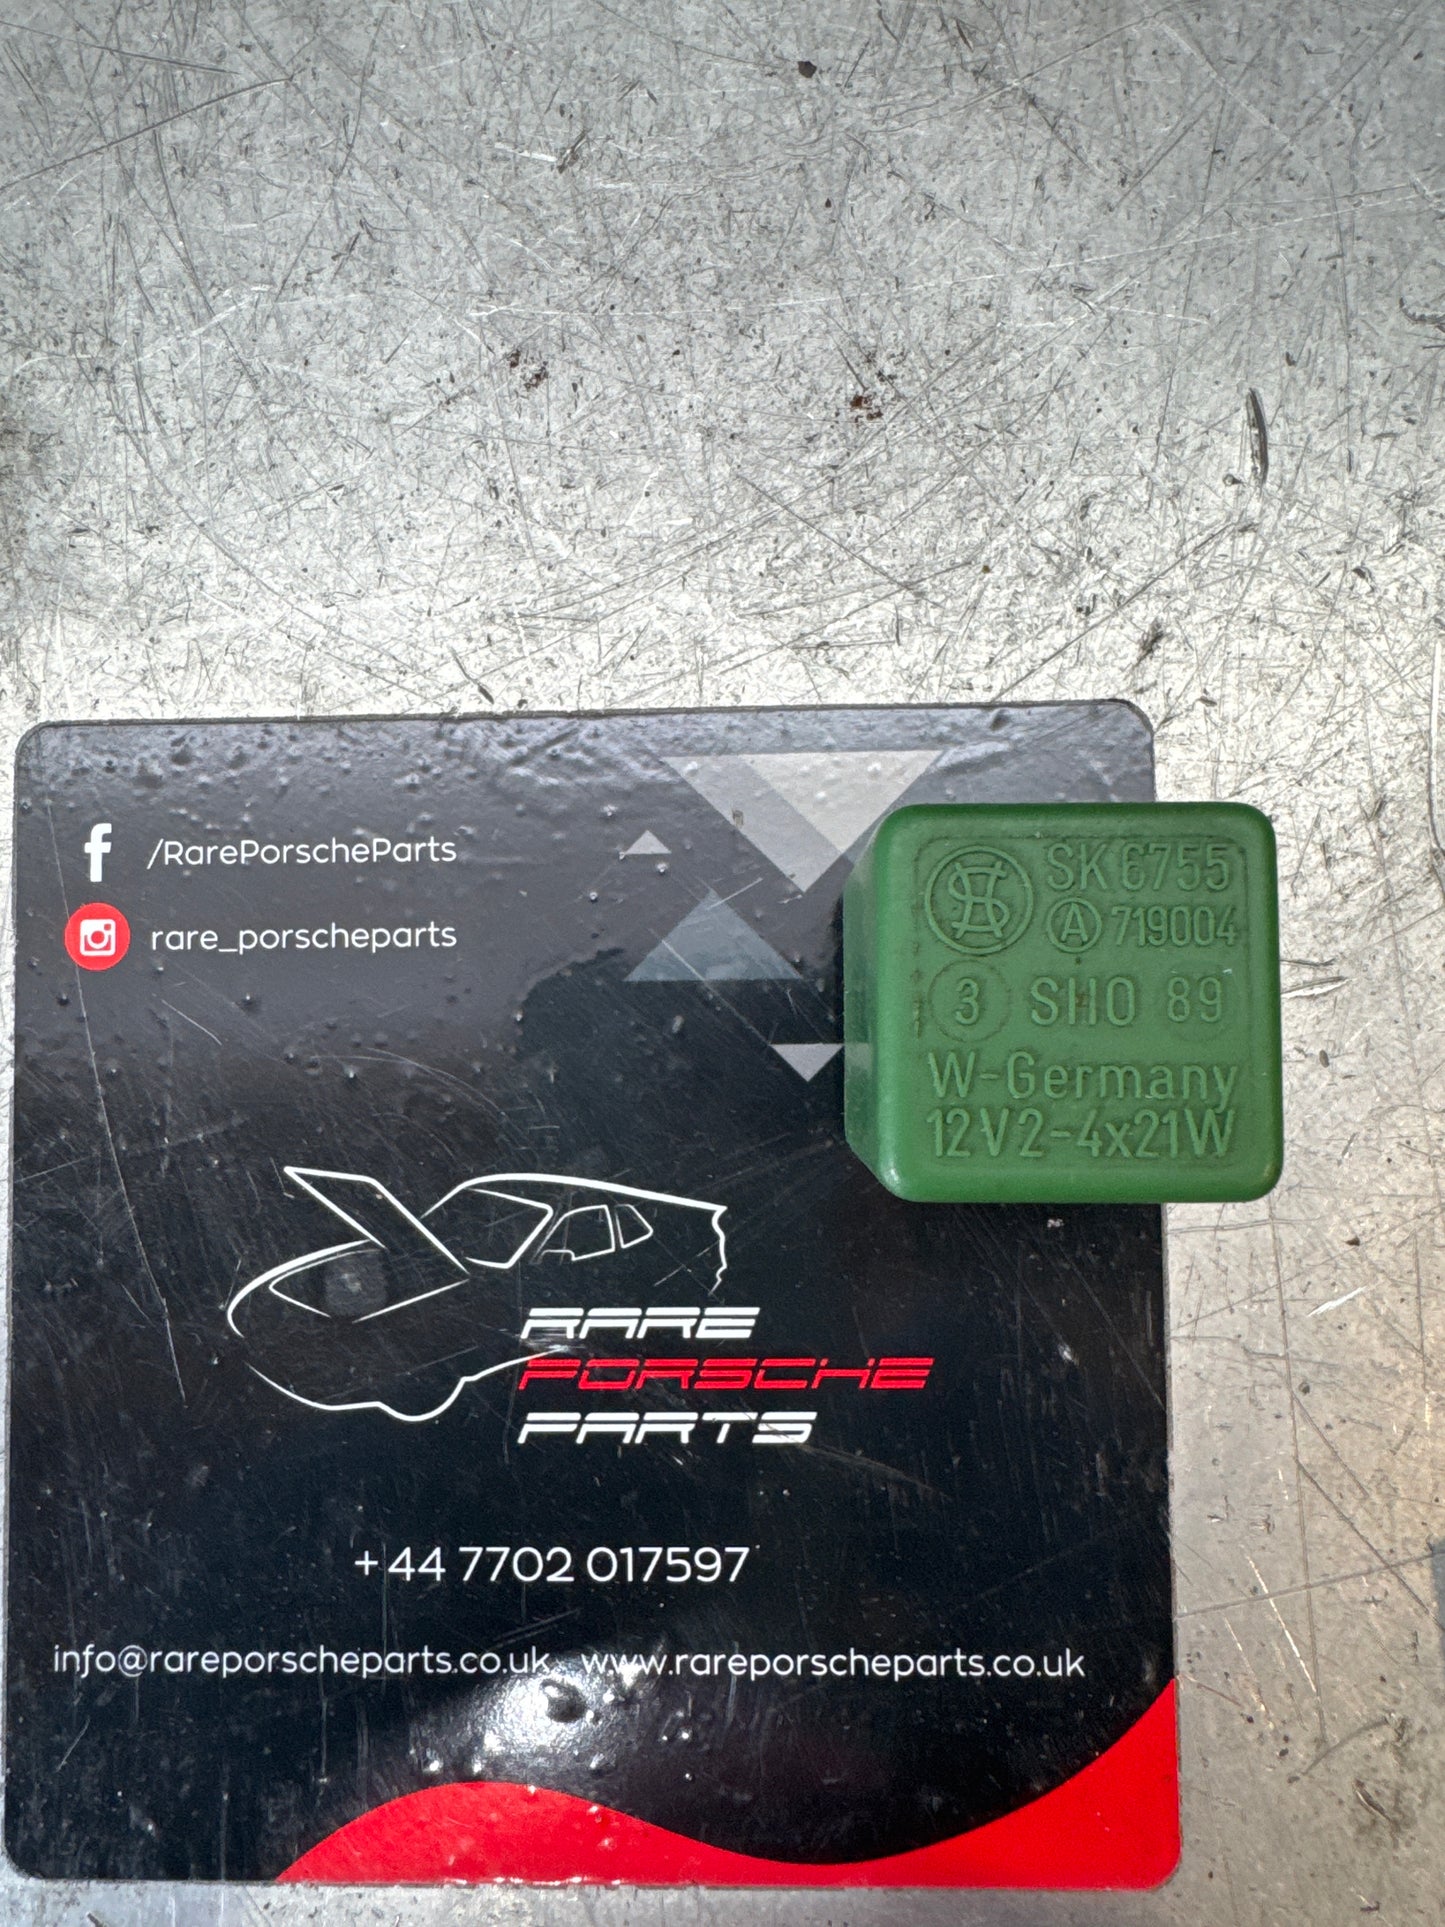 /RarePorscheParts
rare_porscheparts
SK 6755
A 719004
3 SHO 89
W-Germany
12V2-4x21W
RARE
PORSCHE
PARTS
+44 7702 017597
info@rareporscheparts.co.uk www.rareporscheparts.co.uk